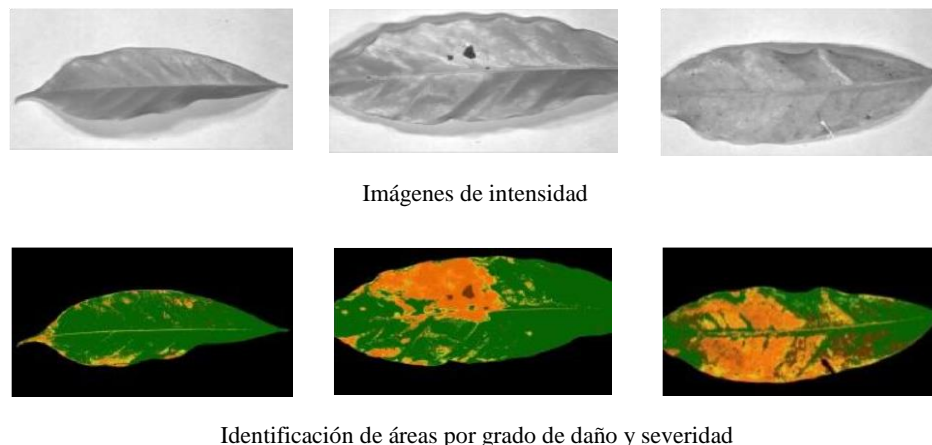 Imágenes de intensidad
Identificación de áreas por grado de daño y severidad